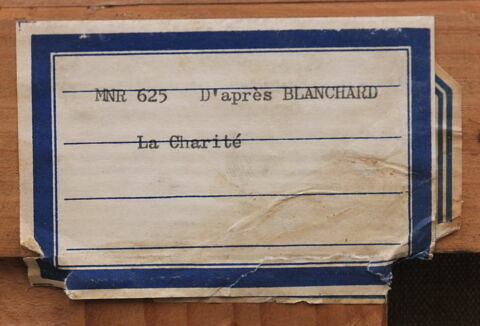 MNR 625 D'après BLANCHARD
La Charité